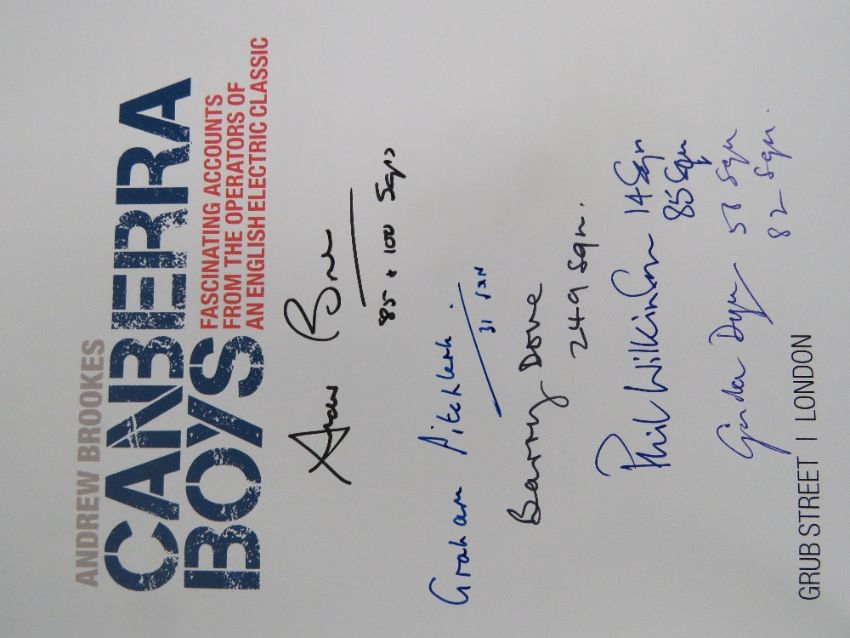 ANDREW BROOKES
CANBERRA
BOYS
FASCINATING ACCOUNTS
FROM THE OPERATORS OF
AN ENGLISH ELECTRIC CLASSIC
85 + 100 Sqns
Graham Pitchfork
31 SQN
Barry Dove
249 Sqn.
Phil Wilkinson 14 Sqn
85 Sqn
Gordon Dyer
82 Sqn.
GRUB STREET | LONDON